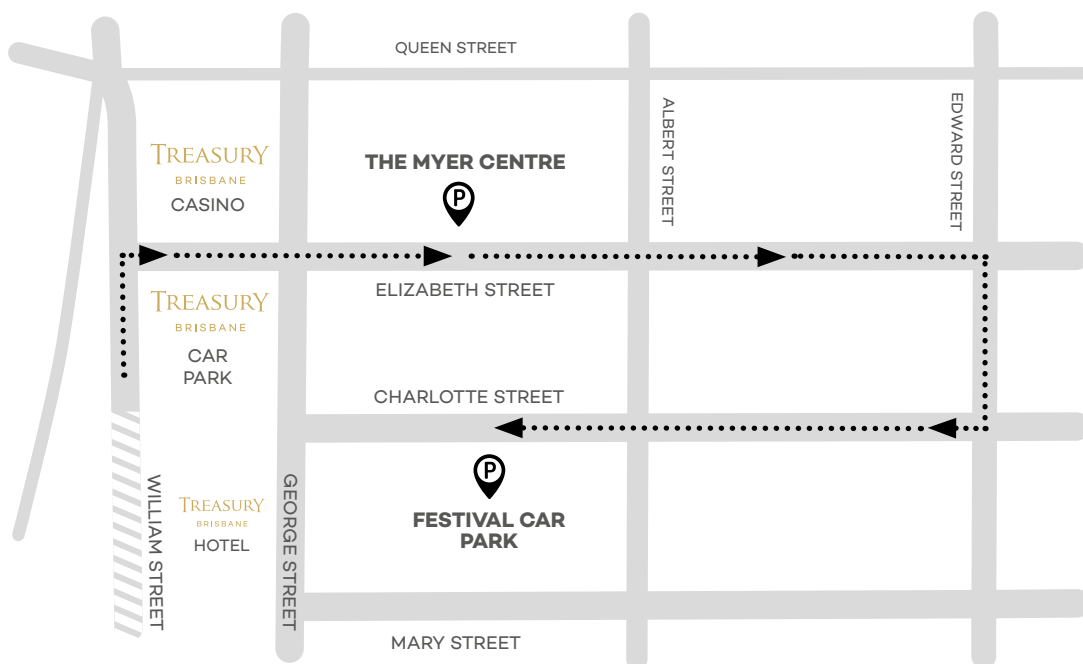 QUEEN STREET
ALBERT STREET
EDWARD STREET
TREASURY
BRISBANE
CASINO
THE MYER CENTRE
P
ELIZABETH STREET
TREASURY
BRISBANE
CAR
PARK
CHARLOTTE STREET
P
FESTIVAL CAR
PARK
WILLIAM STREET
TREASURY
BRISBANE
HOTEL
GEORGE STREET
MARY STREET